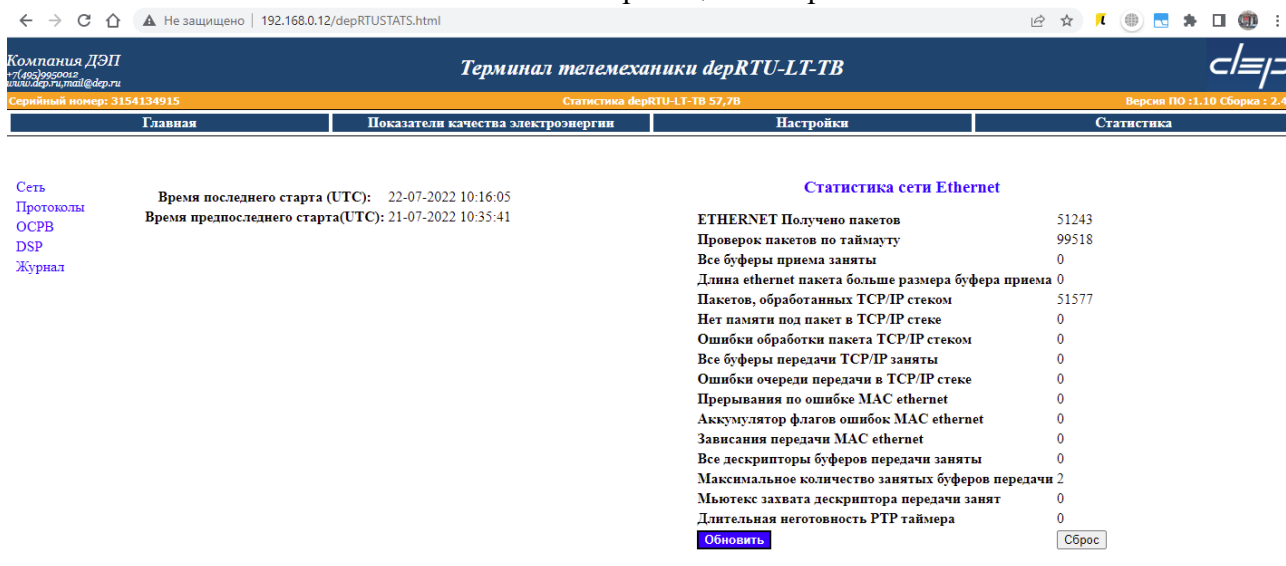 Не защищено | 192.168.0.12/depRTUSTATS.html
Компания ДЭП
+7(495)9950012
www.dep.ru,mail@dep.ru
Терминал телемеханики depRTU-LT-TB
dep
Серийный номер: 3154134915 Статистика depRTU-LT-TB 57,7В Версия ПО :1.10 Сборка : 2.4
Главная Показатели качества электроэнергии Настройки Статистика
Сеть
Протоколы
ОСРВ
DSP
Журнал
Время последнего старта (UTC): 22-07-2022 10:16:05
Время предпоследнего старта(UTC): 21-07-2022 10:35:41
Статистика сети Ethernet
ETHERNET Получено пакетов 51243
Проверок пакетов по таймауту 99518
Все буферы приема заняты 0
Длина ethernet пакета больше размера буфера приема 0
Пакетов, обработанных TCP/IP стеком 51577
Нет памяти под пакет в TCP/IP стеке 0
Ошибки обработки пакета TCP/IP стеком 0
Все буферы передачи TCP/IP заняты 0
Ошибки очереди передачи в TCP/IP стеке 0
Прерывания по ошибке MAC ethernet 0
Аккумулятор флагов ошибок MAC ethernet 0
Зависания передачи MAC ethernet 0
Все дескрипторы буферов передачи заняты 0
Максимальное количество занятых буферов передачи 2
Мьютекс захвата дескриптора передачи занят 0
Длительная неготовность PTP таймера 0
Обновить Сброс